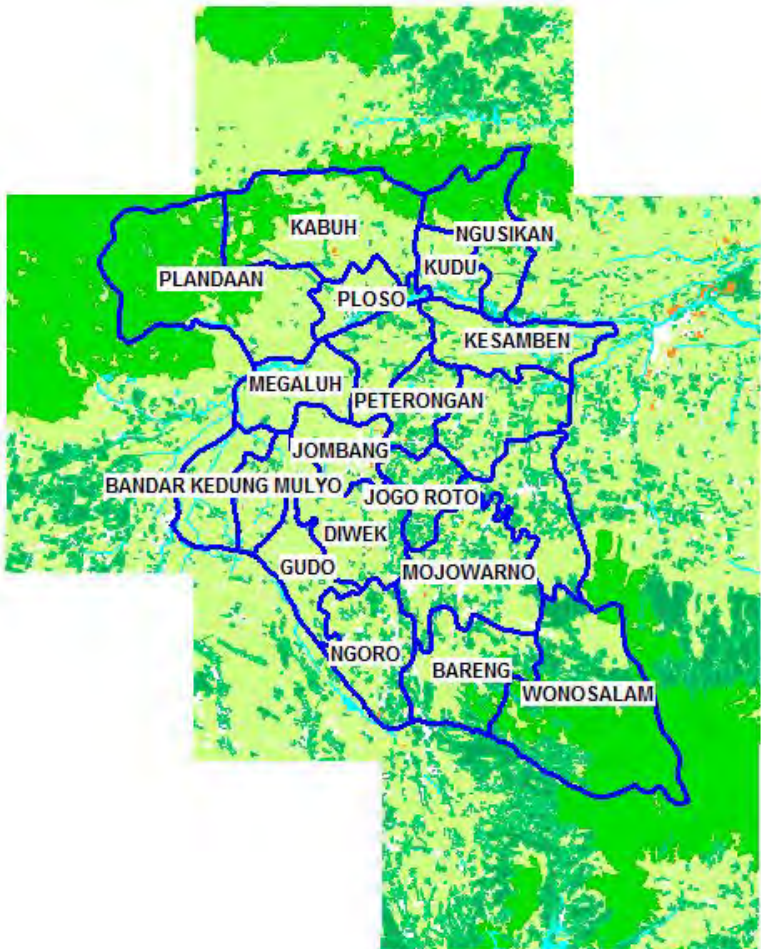 KABUH
NGUSIKAN
KUDU
PLANDAAN
PLOSO
KESAMBEN
MEGALUH
PETERONGAN
JOMBANG
BANDAR KEDUNG MULYO
JOGO ROTO
DIWEK
GUDO
MOJOWARNO
NGORO
BARENG
WONOSALAM